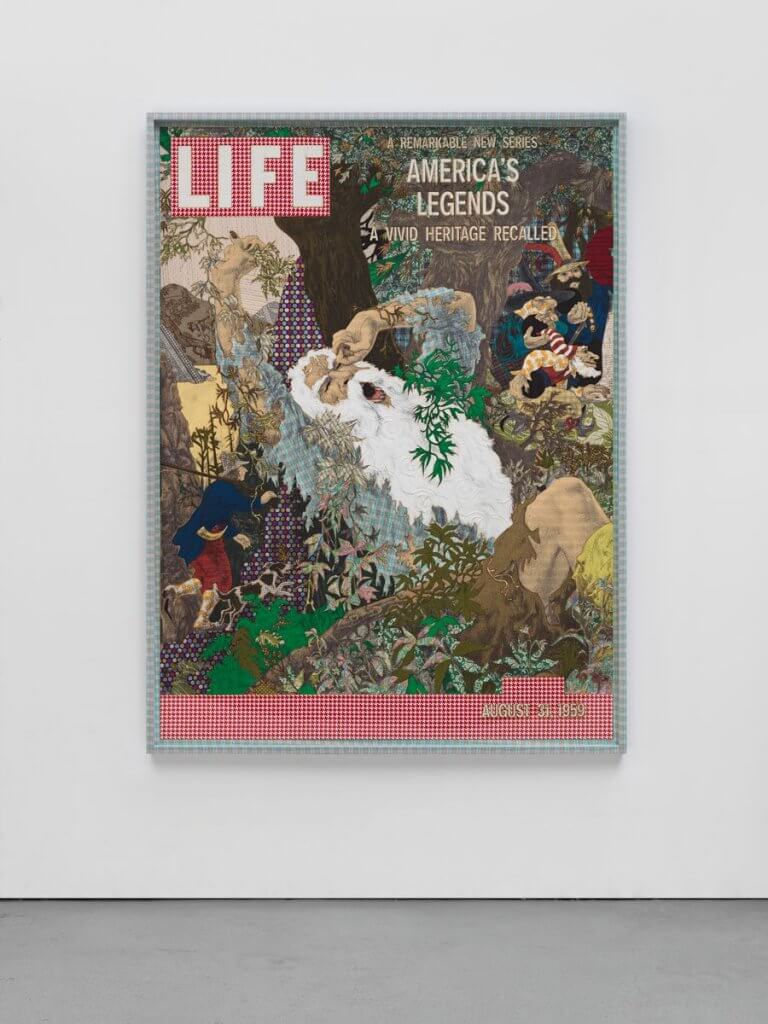 LIFE
A REMARKABLE NEW SERIES
AMERICA'S
LEGENDS
A VIVID HERITAGE RECALLED
AUGUST 31, 1959